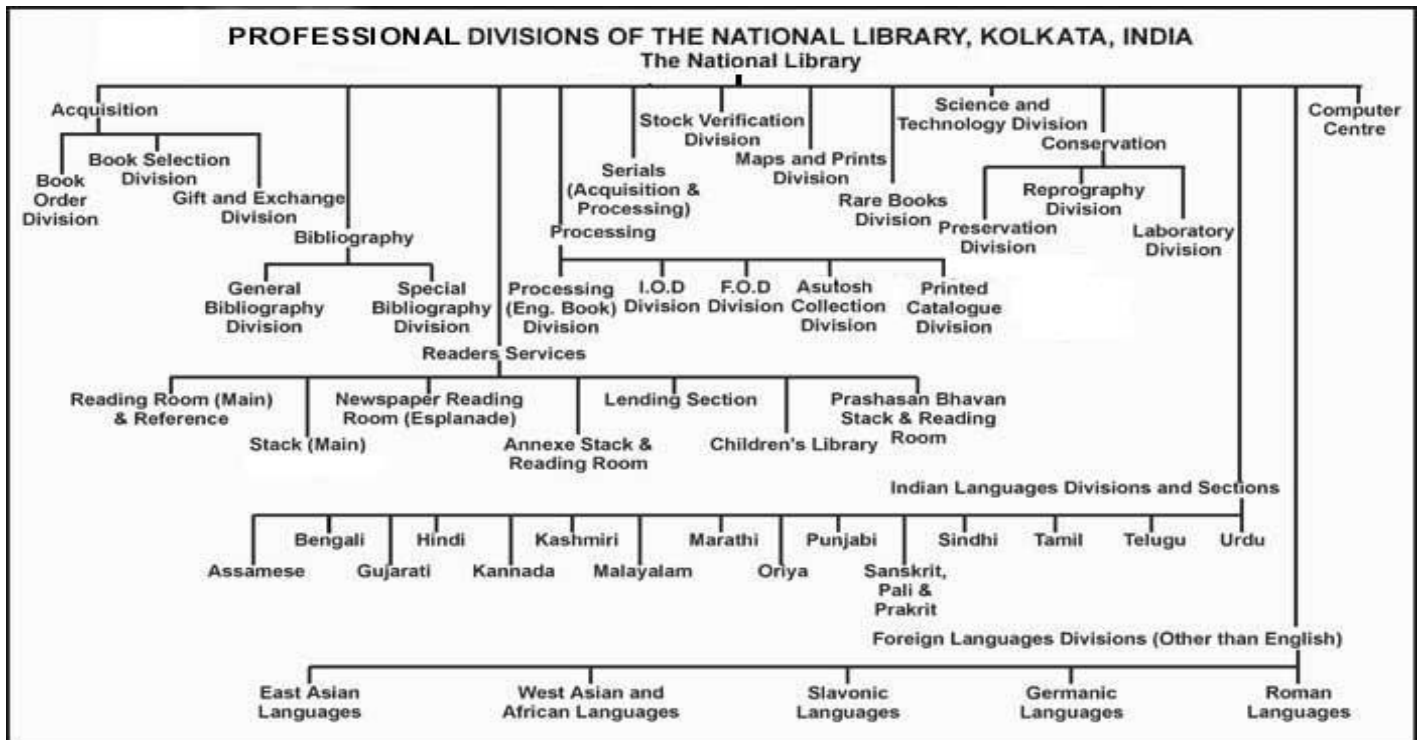 PROFESSIONAL DIVISIONS OF THE NATIONAL LIBRARY, KOLKATA, INDIA
The National Library
Acquisition
Book
Order
Division
Book Selection
Division
Gift and Exchange
Division
Bibliography
General
Bibliography
Division
Special
Bibliography
Division
Readers Services
Reading Room (Main)
& Reference
Stack (Main)
Newspaper Reading
Room (Esplanade)
Annexe Stack &
Reading Room
Lending Section
Children's Library
Prashasan Bhavan
Stack & Reading
Room
Processing
Processing
(Eng. Book)
Division
I.O.D
Division
F.O.D
Division
Asutosh
Collection
Division
Printed
Catalogue
Division
Serials
(Acquisition &
Processing)
Stock Verification
Division
Maps and Prints
Division
Rare Books
Division
Science and
Technology Division
Conservation
Preservation
Division
Reprography
Division
Laboratory
Division
Indian Languages Divisions and Sections
Assamese
Bengali
Gujarati
Hindi
Kannada
Kashmiri
Malayalam
Marathi
Oriya
Punjabi
Sanskrit,
Pali &
Prakrit
Sindhi
Tamil
Telugu
Urdu
Foreign Languages Divisions (Other than English)
East Asian
Languages
West Asian and
African Languages
Slavonic
Languages
Germanic
Languages
Roman
Languages
Computer
Centre